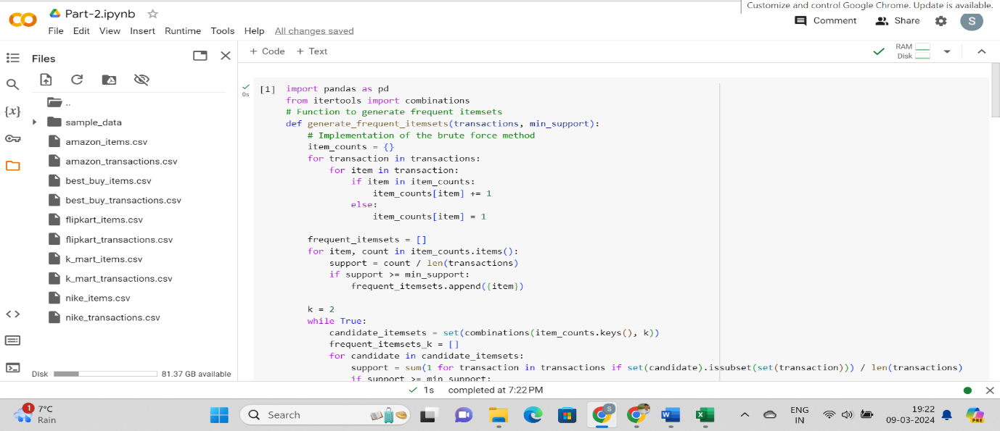 Customize and control Google Chrome. Update is available.
Part-2.ipynb
Comment Share S
File Edit View Insert Runtime Tools Help All changes saved
Files
+ Code + Text
RAM
Disk
..
sample_data
amazon_items.csv
amazon_transactions.csv
best_buy_items.csv
best_buy_transactions.csv
flipkart_items.csv
flipkart_transactions.csv
k_mart_items.csv
k_mart_transactions.csv
nike_items.csv
nike_transactions.csv
{x}
Disk 81.37 GB available
0s
[1] import pandas as pd
from itertools import combinations
# Function to generate frequent itemsets
def generate_frequent_itemsets(transactions, min_support):
    # Implementation of the brute force method
    item_counts = {}
    for transaction in transactions:
        for item in transaction:
            if item in item_counts:
                item_counts[item] += 1
            else:
                item_counts[item] = 1
    frequent_itemsets = []
    for item, count in item_counts.items():
        support = count / len(transactions)
        if support >= min_support:
            frequent_itemsets.append({item})
    k = 2
    while True:
        candidate_itemsets = set(combinations(item_counts.keys(), k))
        frequent_itemsets_k = []
        for candidate in candidate_itemsets:
            support = sum(1 for transaction in transactions if set(candidate).issubset(set(transaction))) / len(transactions)
            if support >= min_support:
1s completed at 7:22 PM
1
7°C
Rain
Search
S
ENG
IN
19:22
09-03-2024
PRE